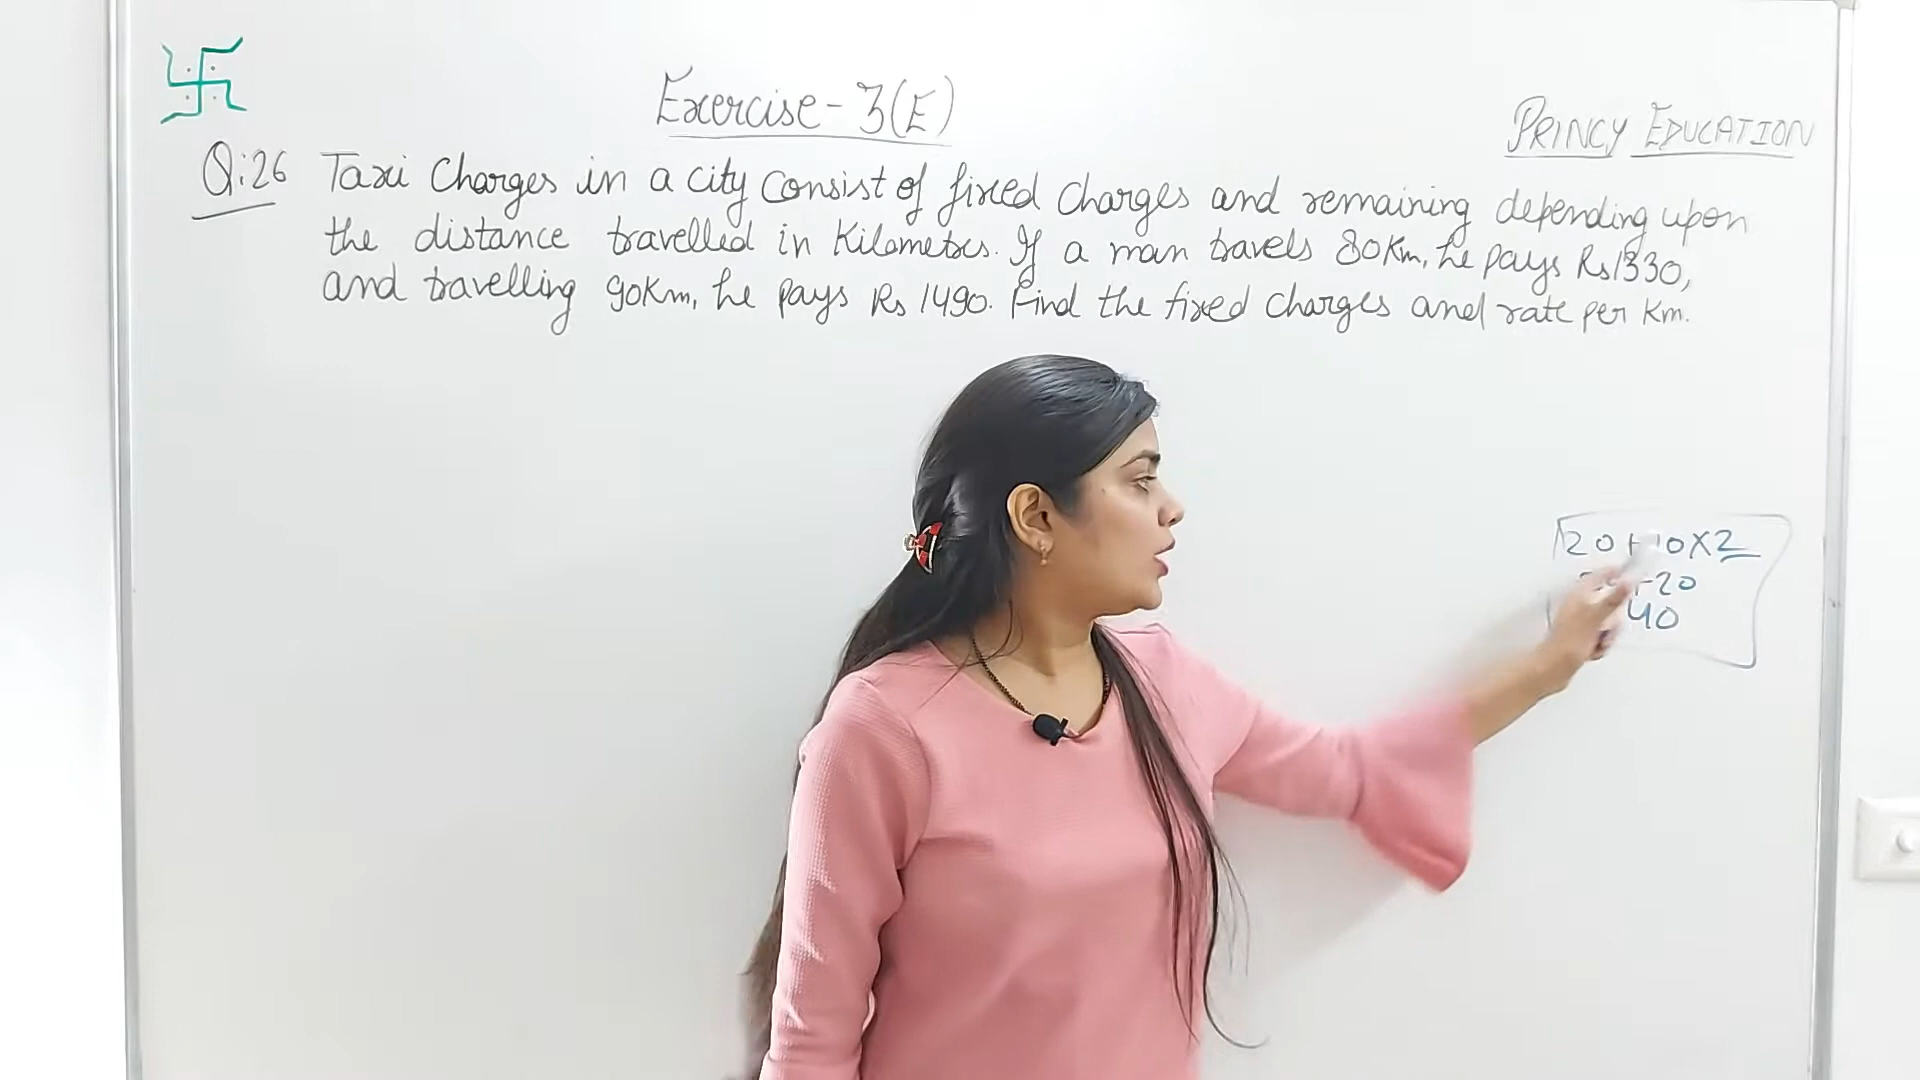 Exercise - 3(E)
PRINCY EDUCATION
Q:26 Taxi Charges in a city consist of fixed charges and remaining depending upon
the distance travelled in Kilometres. If a man travels 80Km, he pays Rs1330,
and travelling 90Km, he pays Rs 1490. Find the fixed charges and rate per Km.
20+10X2
+20
40